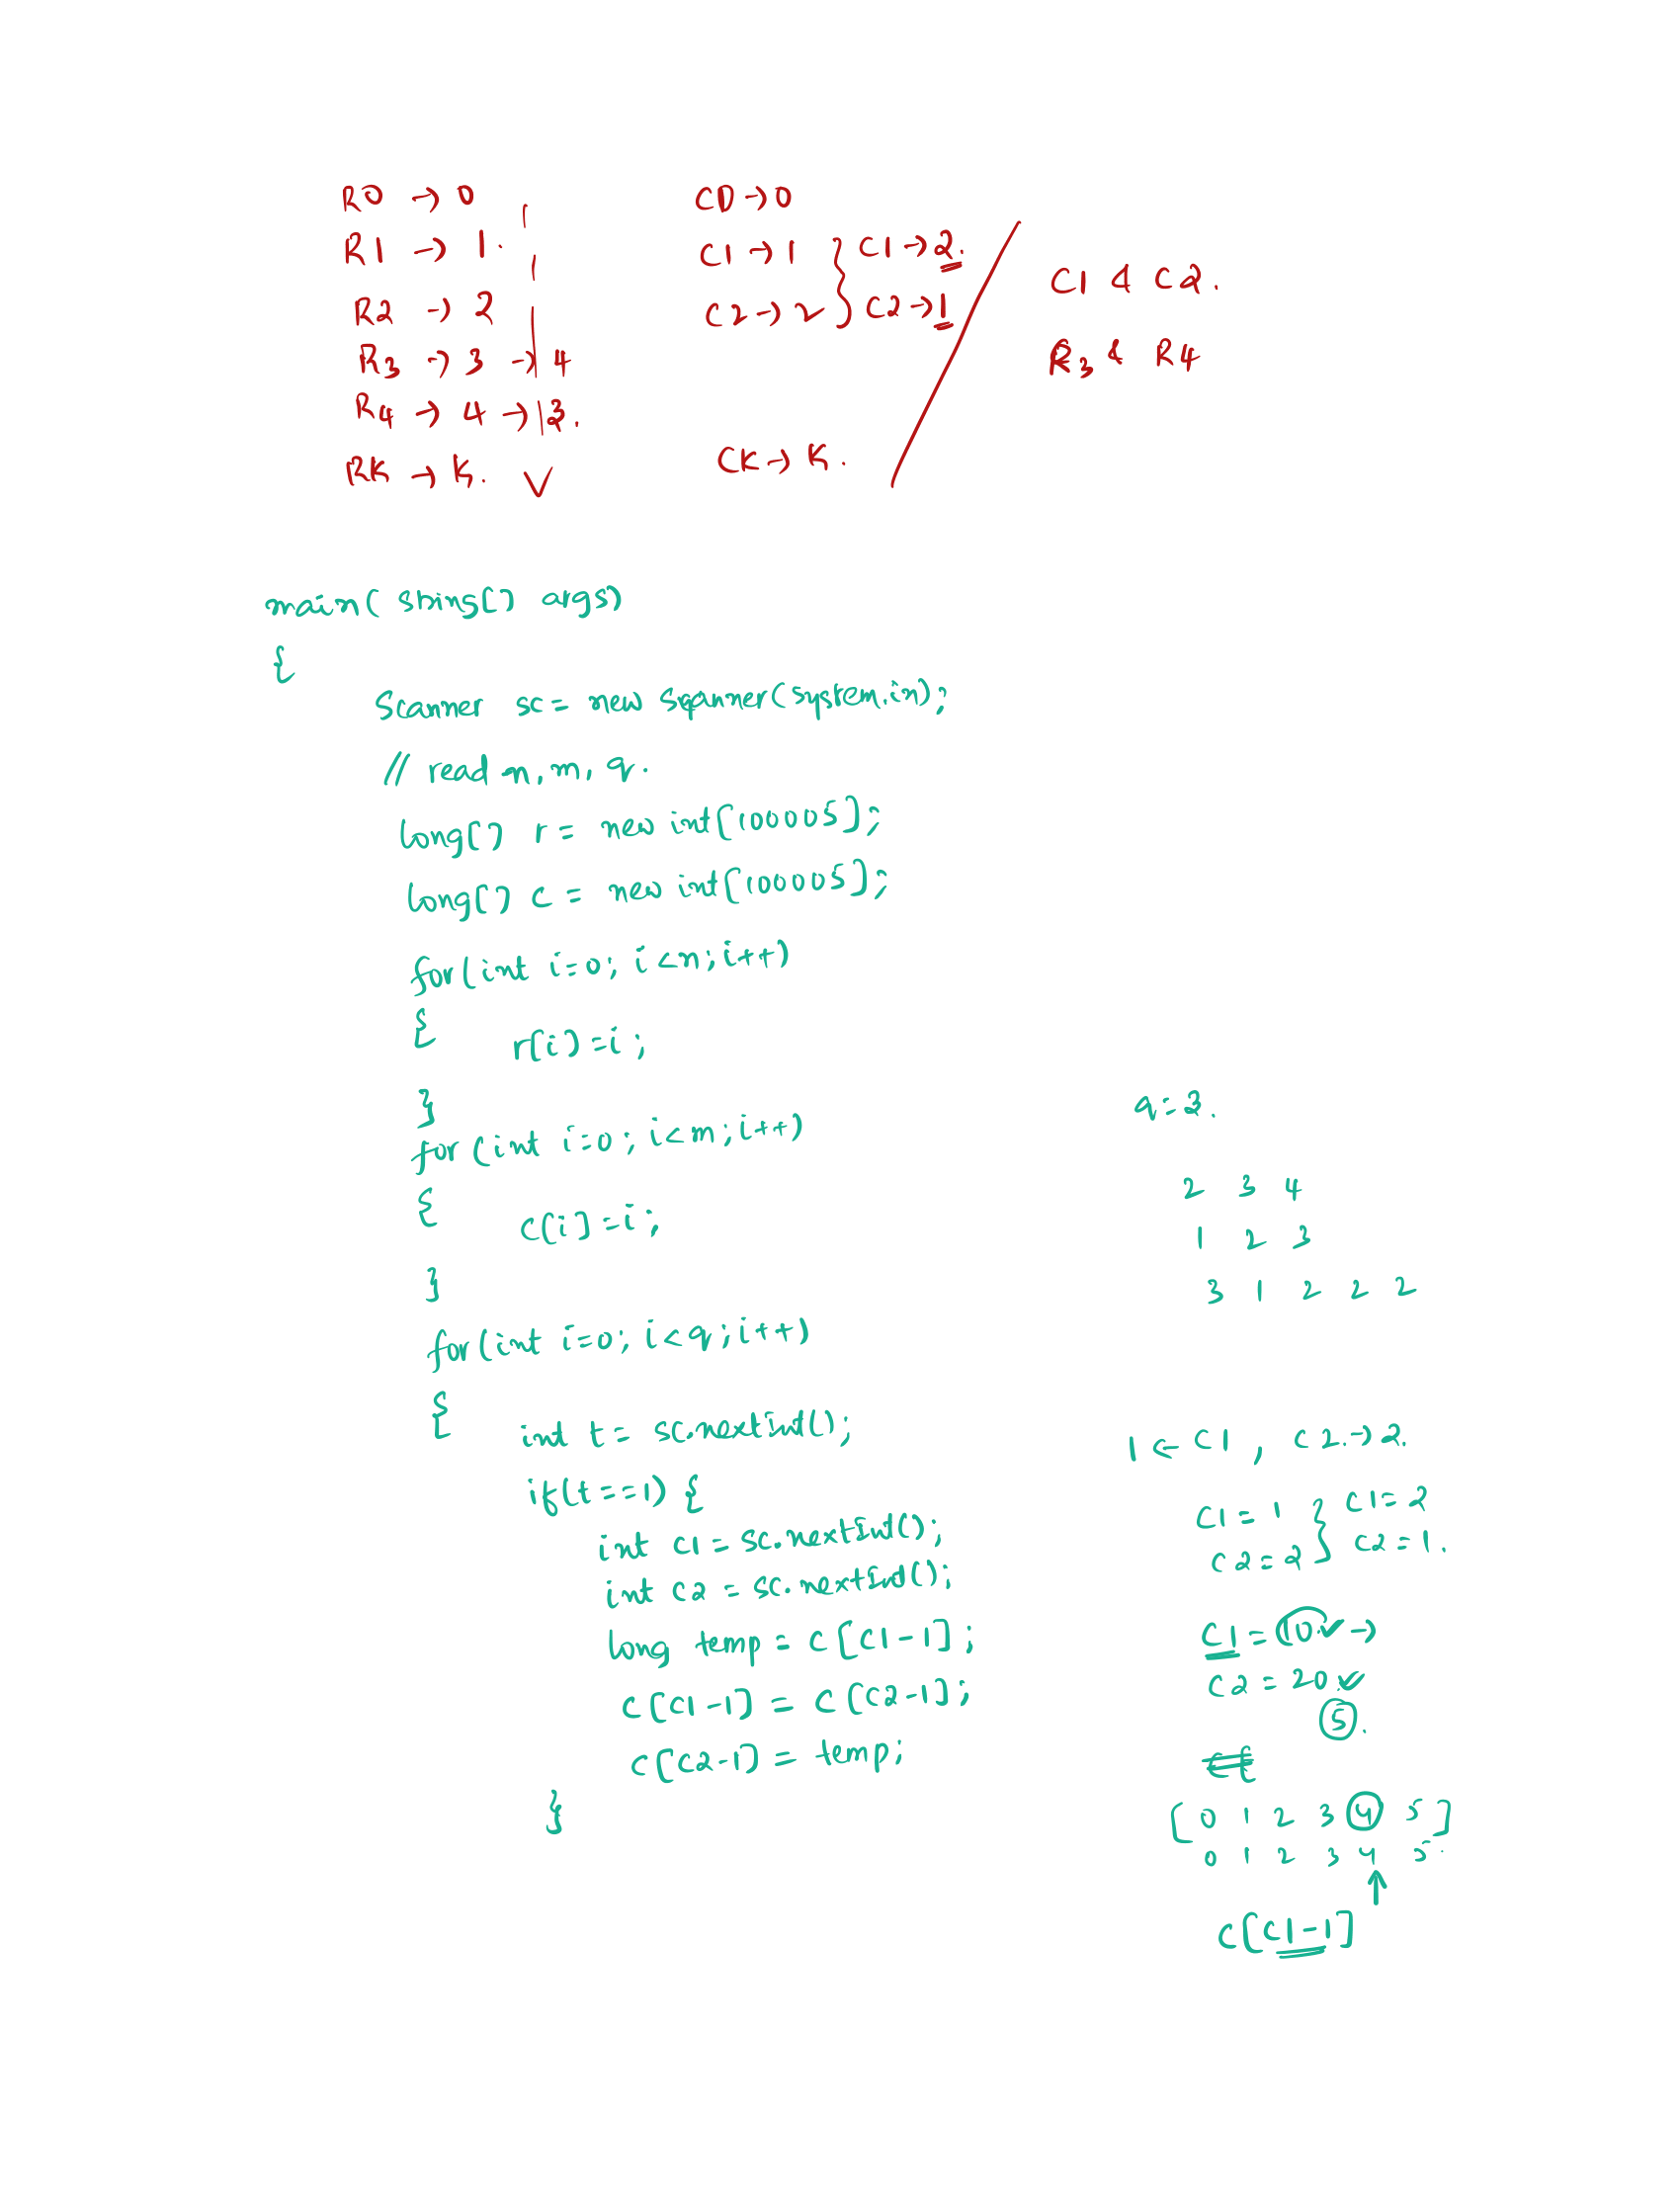 R0 → 0
R1 → 1.
R2 → 2
R3 → 3 → 4
R4 → 4 → 3.
RK → K.
C0 → 0
C1 → 1 } C1 → 2.
C2 → 2 } C2 → 1
CK → K.
C1 & C2.
R3 & R4
main( string[] args)
{
Scanner sc = new Scanner(system.in);
// read n, m, q.
long[] r = new int[100005];
long[] c = new int[100005];
for(int i=0; i<n; i++)
{
r[i] = i;
}
for(int i=0; i<m; i++)
{
c[i] = i;
}
for(int i=0; i<q; i++)
{
int t = sc.nextInt();
if(t==1) {
int c1 = sc.nextInt();
int c2 = sc.nextInt();
long temp = c[c1-1];
c[c1-1] = c[c2-1];
c[c2-1] = temp;
}
q=3.
2 3 4
1 2 3
3 1 2 2 2
1 ← C1 , C2. → 2.
C1 = 1 } C1 = 2
C2 = 2 } C2 = 1.
C1 = 10. ✓ →
C2 = 20 ✓
5.
[ 0 1 2 3 4 5 ]
0 1 2 3 4 5.
↑
c[c1-1]